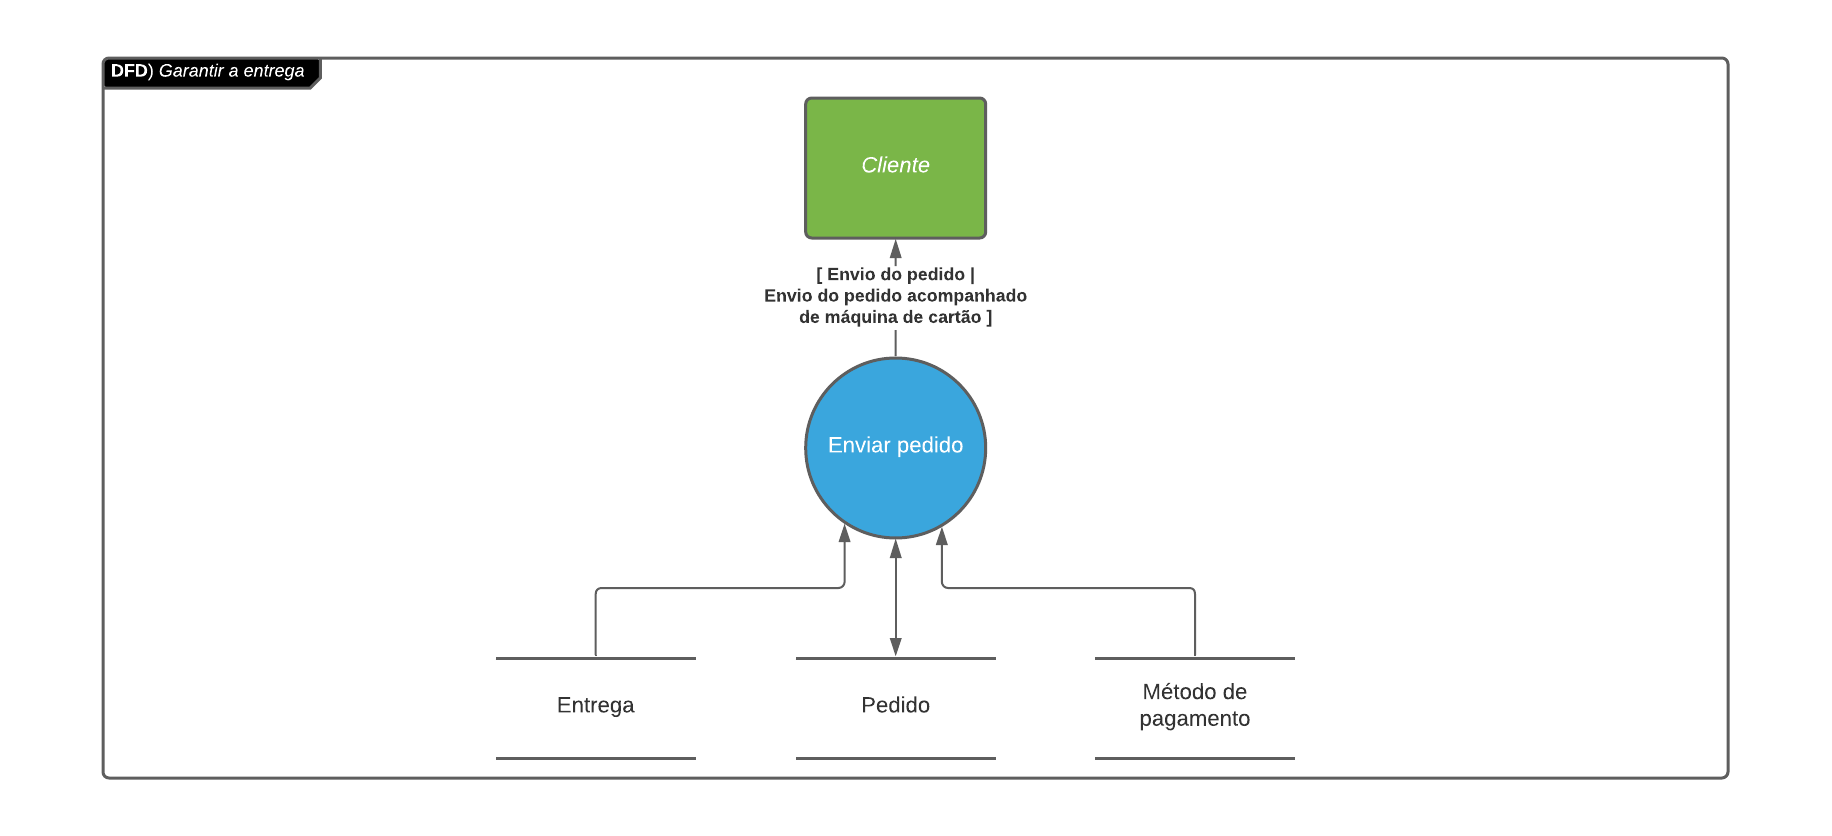 DFD) Garantir a entrega
Cliente
[ Envio do pedido |
Envio do pedido acompanhado
de máquina de cartão ]
Enviar pedido
Entrega
Pedido
Método de
pagamento